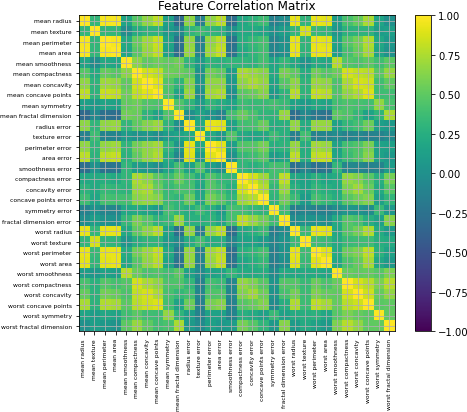 Feature Correlation Matrix
mean radius
mean texture
mean perimeter
mean area
mean smoothness
mean compactness
mean concavity
mean concave points
mean symmetry
mean fractal dimension
radius error
texture error
perimeter error
area error
smoothness error
compactness error
concavity error
concave points error
symmetry error
fractal dimension error
worst radius
worst texture
worst perimeter
worst area
worst smoothness
worst compactness
worst concavity
worst concave points
worst symmetry
worst fractal dimension
mean radius
mean texture
mean perimeter
mean area
mean smoothness
mean compactness
mean concavity
mean concave points
mean symmetry
mean fractal dimension
radius error
texture error
perimeter error
area error
smoothness error
compactness error
concavity error
concave points error
symmetry error
fractal dimension error
worst radius
worst texture
worst perimeter
worst area
worst smoothness
worst compactness
worst concavity
worst concave points
worst symmetry
worst fractal dimension
1.00
0.75
0.50
0.25
0.00
−0.25
−0.50
−0.75
−1.00